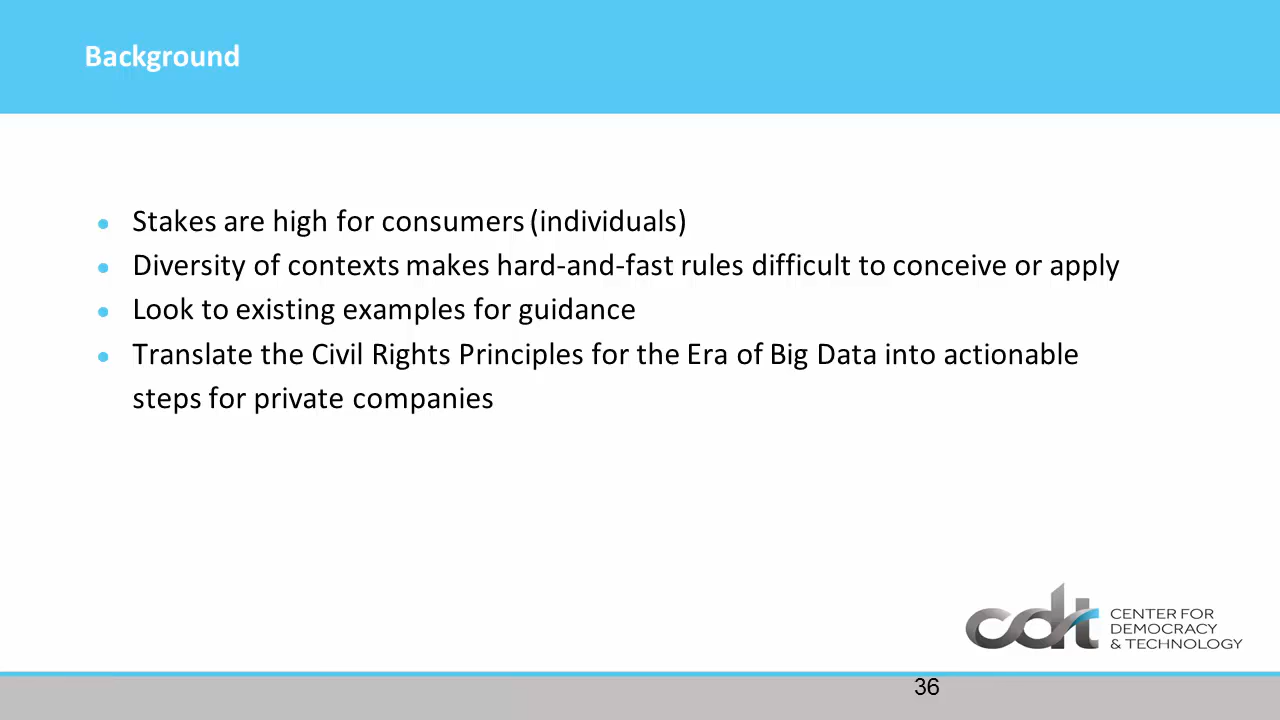 Background
• Stakes are high for consumers (individuals)
• Diversity of contexts makes hard-and-fast rules difficult to conceive or apply
• Look to existing examples for guidance
• Translate the Civil Rights Principles for the Era of Big Data into actionable
steps for private companies
cdt
CENTER FOR
DEMOCRACY
& TECHNOLOGY
36